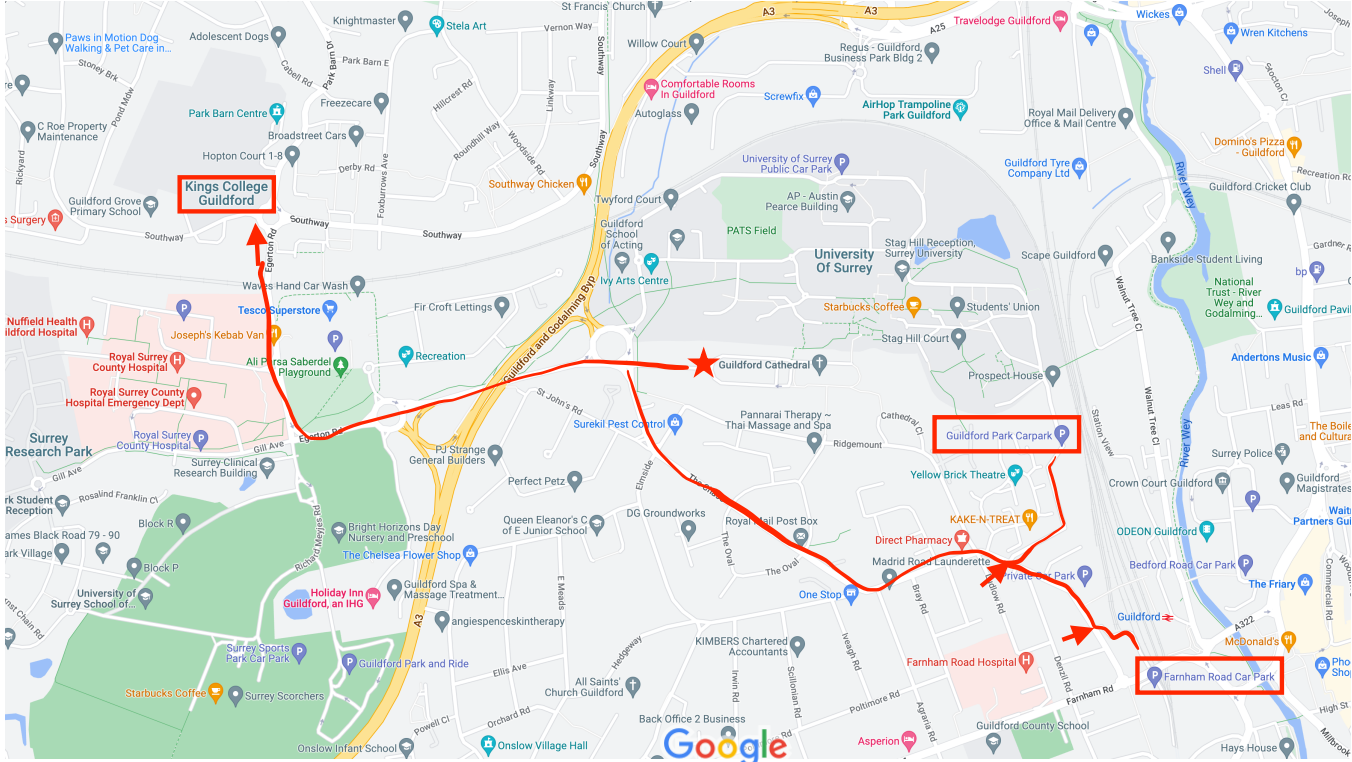 St Francis' Church
A3
A3
A25
Travelodge Guildford
Wickes
Wren Kitchens
Knightmaster
Stela Art
Vernon Way
Paws in Motion Dog
Walking & Pet Care in...
Adolescent Dogs
Willow Court
Regus - Guildford,
Business Park Bldg 2
Stoney Brk
Park Barn Dr
Park Barn E
Cabell Rd
Southway
Shell
Stocton Cl
Pond Mow
Hillcrest Rd
Linkway
Comfortable Rooms
In Guildford
Screwfix
AirHop Trampoline
Park Guildford
Freezecare
Park Barn Centre
Autoglass
Royal Mail Delivery
Office & Mail Centre
C Roe Property
Maintenance
Broadstreet Cars
Roundhill Way
Woodside Rd
Southway
Domino's Pizza
- Guildford
Hopton Court 1-8
Derby Rd
University of Surrey
Public Car Park
Guildford Tyre
Company Ltd
River Wey
Recreation Rd
Rickyard
Foxburrows Ave
Southway Chicken
Kings College
Guildford
Guildford Cricket Club
Guildford Grove
Primary School
Twyford Court
AP - Austin
Pearce Building
s Surgery
Southway
Southway
Southway
Guildford
School
of Acting
PATS Field
Egerton Rd
University
Of Surrey
Stag Hill Reception,
Surrey University
Scape Guildford
Bankside Student Living
Gardner Rd
Ivy Arts Centre
bp
Waves Hand Car Wash
National
Trust - River
Wey and
Godalming...
Guildford Pavil
Tesco Superstore
Fir Croft Lettings
Starbucks Coffee
Students' Union
Walnut Tree Cl
Nuffield Health
ildford Hospital
Joseph's Kebab Van
Guildford and Godalming Byp
Stag Hill Court
Royal Surrey
County Hospital
Ali Parsa Saberdel
Playground
Recreation
Guildford Cathedral
Andertons Music
Prospect House
Royal Surrey County
Hospital Emergency Dept
St John's Rd
Walnut Tree Cl
Leas Rd
Surekil Pest Control
Pannarai Therapy ~
Thai Massage and Spa
Cathedral Cl
Station View
River Wey
The Boile
and Cultura
Surrey
Research Park
Royal Surrey
County Hospital
Egerton Rd
Gill Ave
Ridgemount
Guildford Park Carpark
Surrey Police
PJ Strange
General Builders
Surrey Clinical
Research Building
Gill Ave
Elmside
Yellow Brick Theatre
Crown Court Guildford
Guildford
Magistrates
Perfect Petz
The Chase
rk Student
Reception
Rosalind Franklin Cl
Richard Meyjes Rd
Block R
DG Groundworks
Royal Mail Post Box
KAKE-N-TREAT
Waitr
Partners Gui
ames Black Road 79 - 90
ark Village
Bright Horizons Day
Nursery and Preschool
Queen Eleanor's C
of E Junior School
ODEON Guildford
The Chelsea Flower Shop
The Oval
The Oval
Direct Pharmacy
Block P
Madrid Road Launderette
Private Car Park
Bedford Road Car Park
The Friary
Commercial Rd
University of
Surrey School of...
Holiday Inn
Guildford, an IHG
Guildford Spa &
Massage Treatment...
E Meads
One Stop
Bray Rd
Ludlow Rd
Guildford
A322
A3
angiespenceskintherapy
Hedgeway
KIMBERS Chartered
Accountants
Iveagh Rd
McDonald's
Surrey Sports
Park Car Park
Guildford Park and Ride
Farnham Road Hospital
Denzil Rd
Farnham Road Car Park
Ellis Ave
Starbucks Coffee
Surrey Scorchers
All Saints'
Church Guildford
Irwin Rd
Scillonian Rd
Farnham Rd
Poltimore Rd
Agraria Rd
Powell Cl
Orchard Rd
Back Office 2 Business
Guildford County School
High St
Millbrook
Onslow Infant School
Onslow Village Hall
Google
Asperion
Hays House